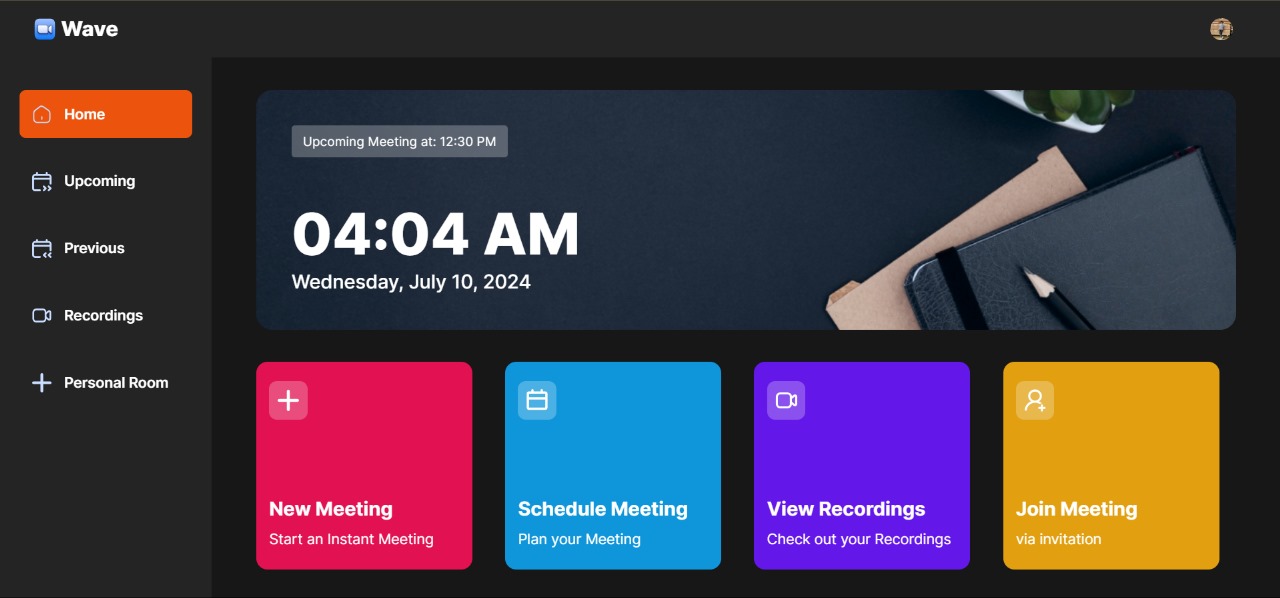 Wave
Home
Upcoming
Previous
Recordings
Personal Room
Upcoming Meeting at: 12:30 PM
04:04 AM
Wednesday, July 10, 2024
New Meeting
Start an Instant Meeting
Schedule Meeting
Plan your Meeting
View Recordings
Check out your Recordings
Join Meeting
via invitation